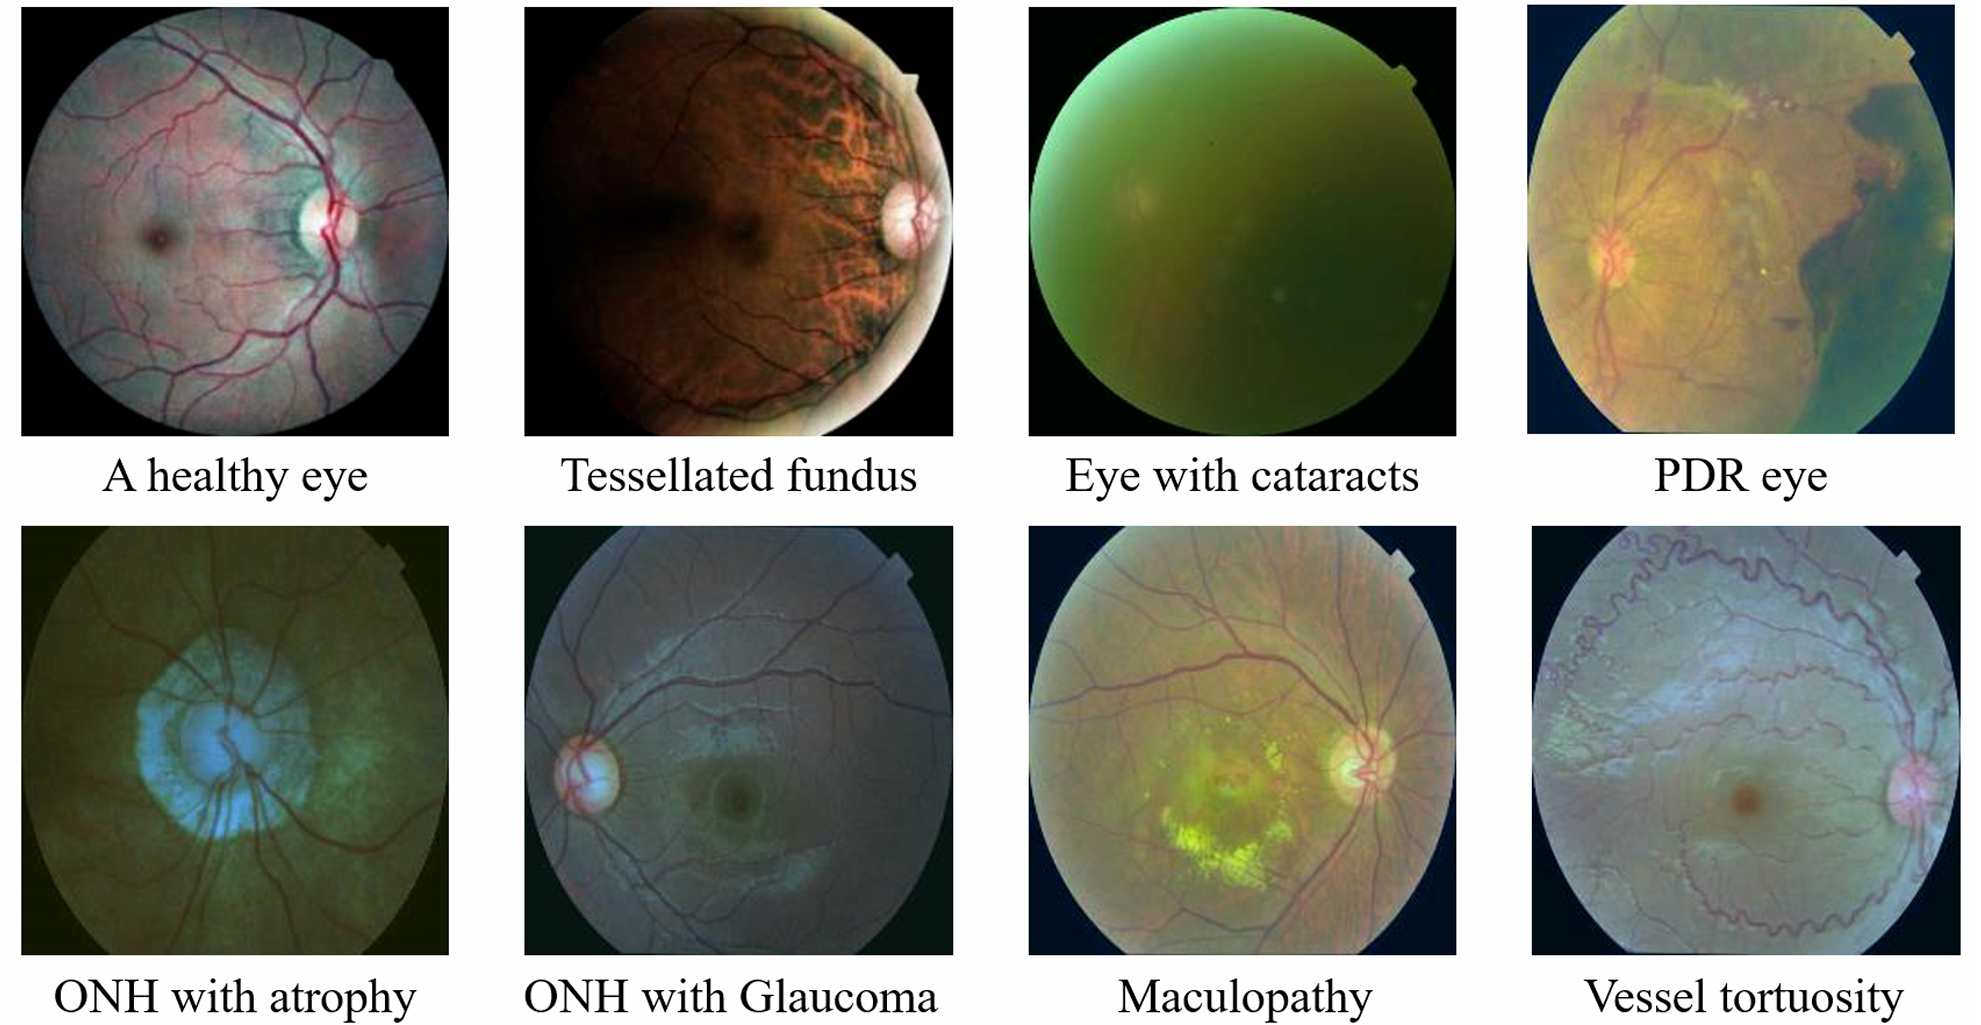 A healthy eye
Tessellated fundus
Eye with cataracts
PDR eye
ONH with atrophy
ONH with Glaucoma
Maculopathy
Vessel tortuosity